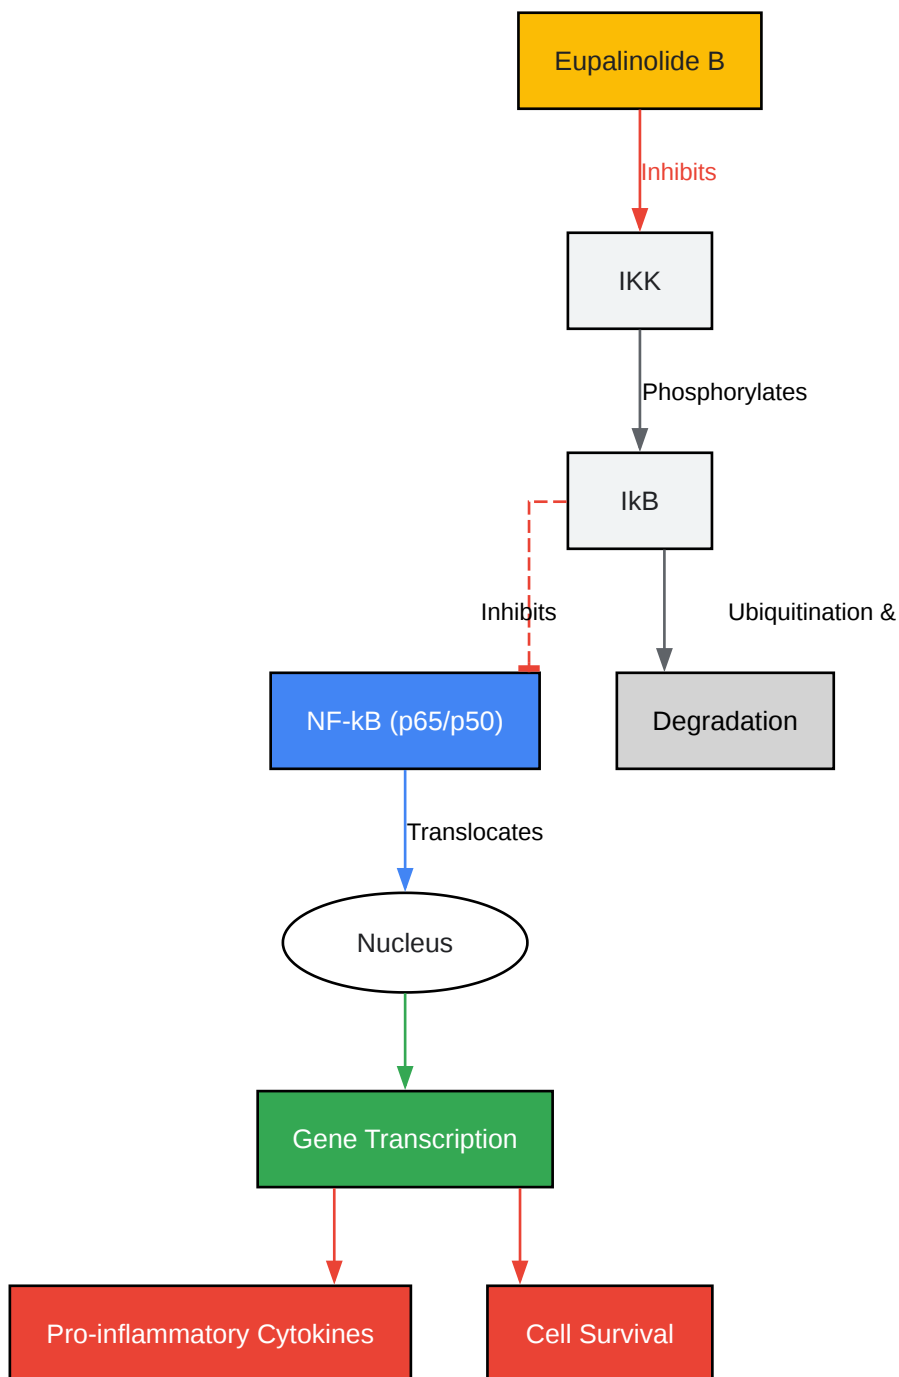 Eupalinolide B
Inhibits
IKK
Phosphorylates
IkB
Inhibits
Ubiquitination &
NF-kB (p65/p50)
Degradation
Translocates
Nucleus
Gene Transcription
Pro-inflammatory Cytokines
Cell Survival